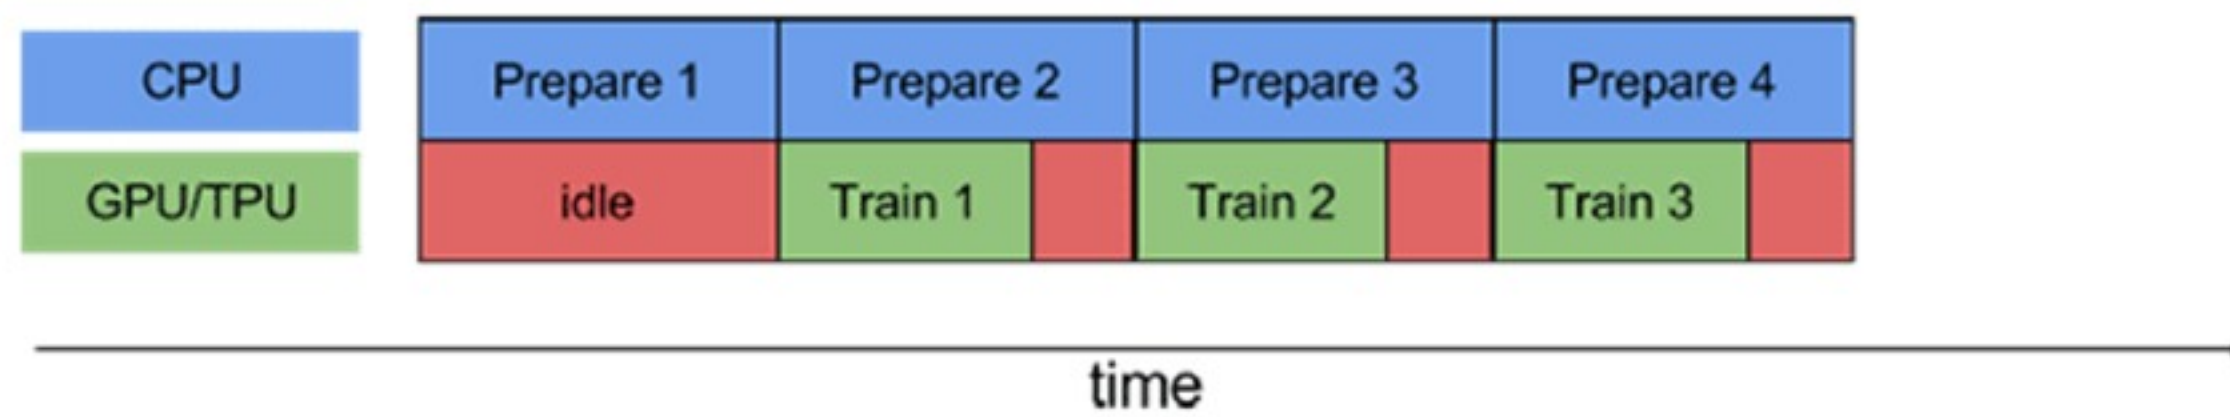 CPU
Prepare 1
Prepare 2
Prepare 3
Prepare 4
GPU/TPU
idle
Train 1
Train 2
Train 3
time